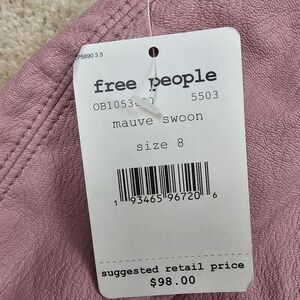 free people
5503
mauve swoon
size 8
1 93465 96720 6
suggested retail price
$98.00